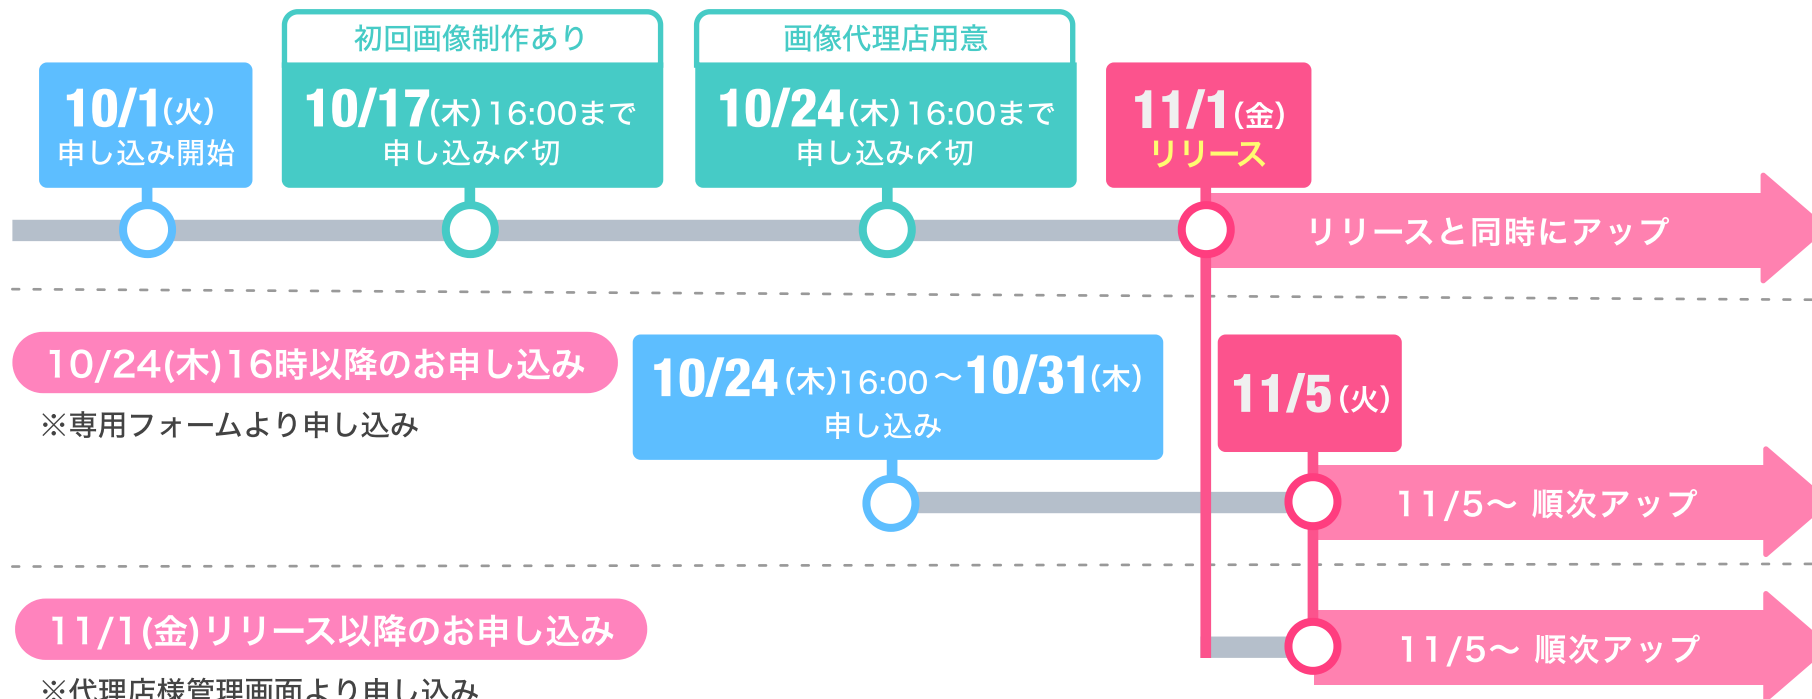 初回画像制作あり
画像代理店用意
10/1(火)
申し込み開始
10/17(木)16:00まで
申し込み〆切
10/24(木)16:00まで
申し込み〆切
11/1(金)
リリース
リリースと同時にアップ
10/24(木)16時以降のお申し込み
※専用フォームより申し込み
10/24(木)16:00～10/31(木)
申し込み
11/5(火)
11/5～ 順次アップ
11/1(金)リリース以降のお申し込み
※代理店様管理画面より申し込み
11/5～ 順次アップ